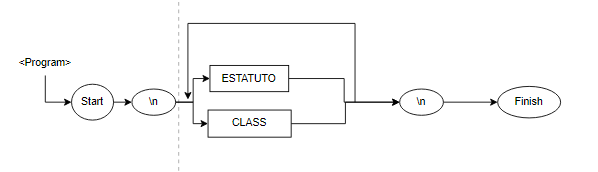 <Program>
Start
\n
ESTATUTO
CLASS
\n
Finish